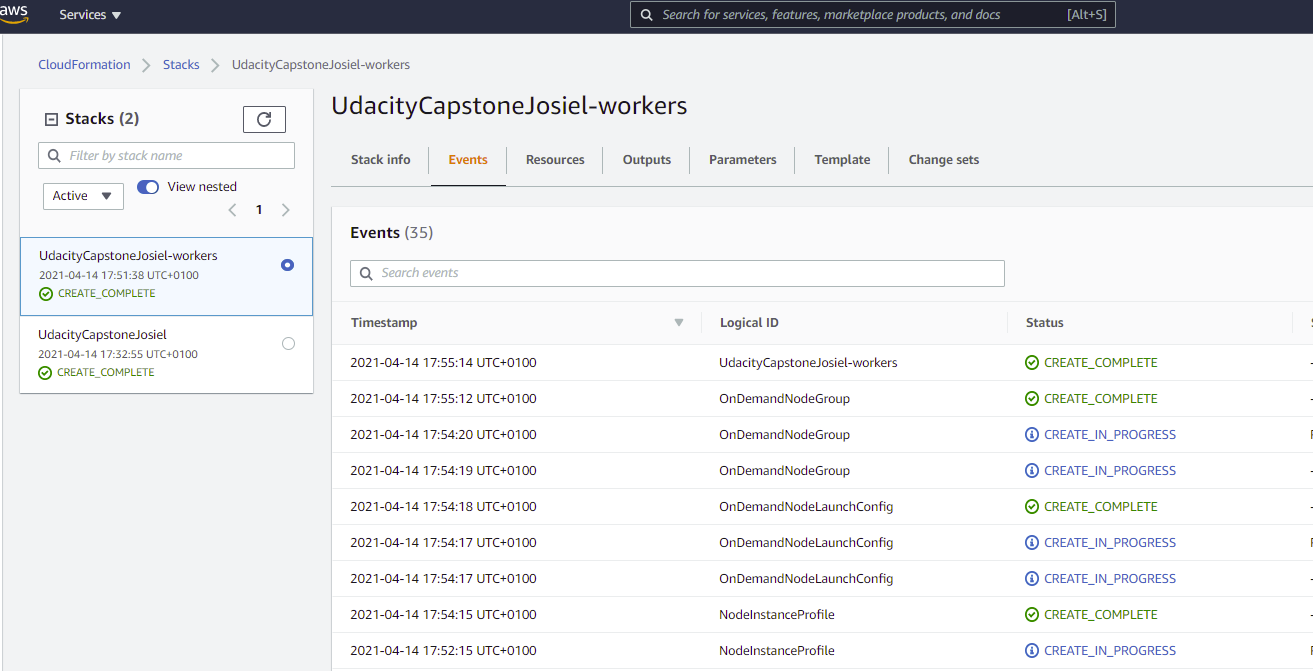 aws
Services
Search for services, features, marketplace products, and docs [Alt+S]
CloudFormation Stacks UdacityCapstoneJosiel-workers
Stacks (2)
Filter by stack name
Active View nested
1
UdacityCapstoneJosiel-workers
2021-04-14 17:51:38 UTC+0100
CREATE_COMPLETE
UdacityCapstoneJosiel
2021-04-14 17:32:55 UTC+0100
CREATE_COMPLETE
UdacityCapstoneJosiel-workers
Stack info Events Resources Outputs Parameters Template Change sets
Events (35)
Search events
Timestamp Logical ID Status
2021-04-14 17:55:14 UTC+0100 UdacityCapstoneJosiel-workers CREATE_COMPLETE -
2021-04-14 17:55:12 UTC+0100 OnDemandNodeGroup CREATE_COMPLETE -
2021-04-14 17:54:20 UTC+0100 OnDemandNodeGroup CREATE_IN_PROGRESS
2021-04-14 17:54:19 UTC+0100 OnDemandNodeGroup CREATE_IN_PROGRESS -
2021-04-14 17:54:18 UTC+0100 OnDemandNodeLaunchConfig CREATE_COMPLETE -
2021-04-14 17:54:17 UTC+0100 OnDemandNodeLaunchConfig CREATE_IN_PROGRESS
2021-04-14 17:54:17 UTC+0100 OnDemandNodeLaunchConfig CREATE_IN_PROGRESS -
2021-04-14 17:54:15 UTC+0100 NodeInstanceProfile CREATE_COMPLETE -
2021-04-14 17:52:15 UTC+0100 NodeInstanceProfile CREATE_IN_PROGRESS